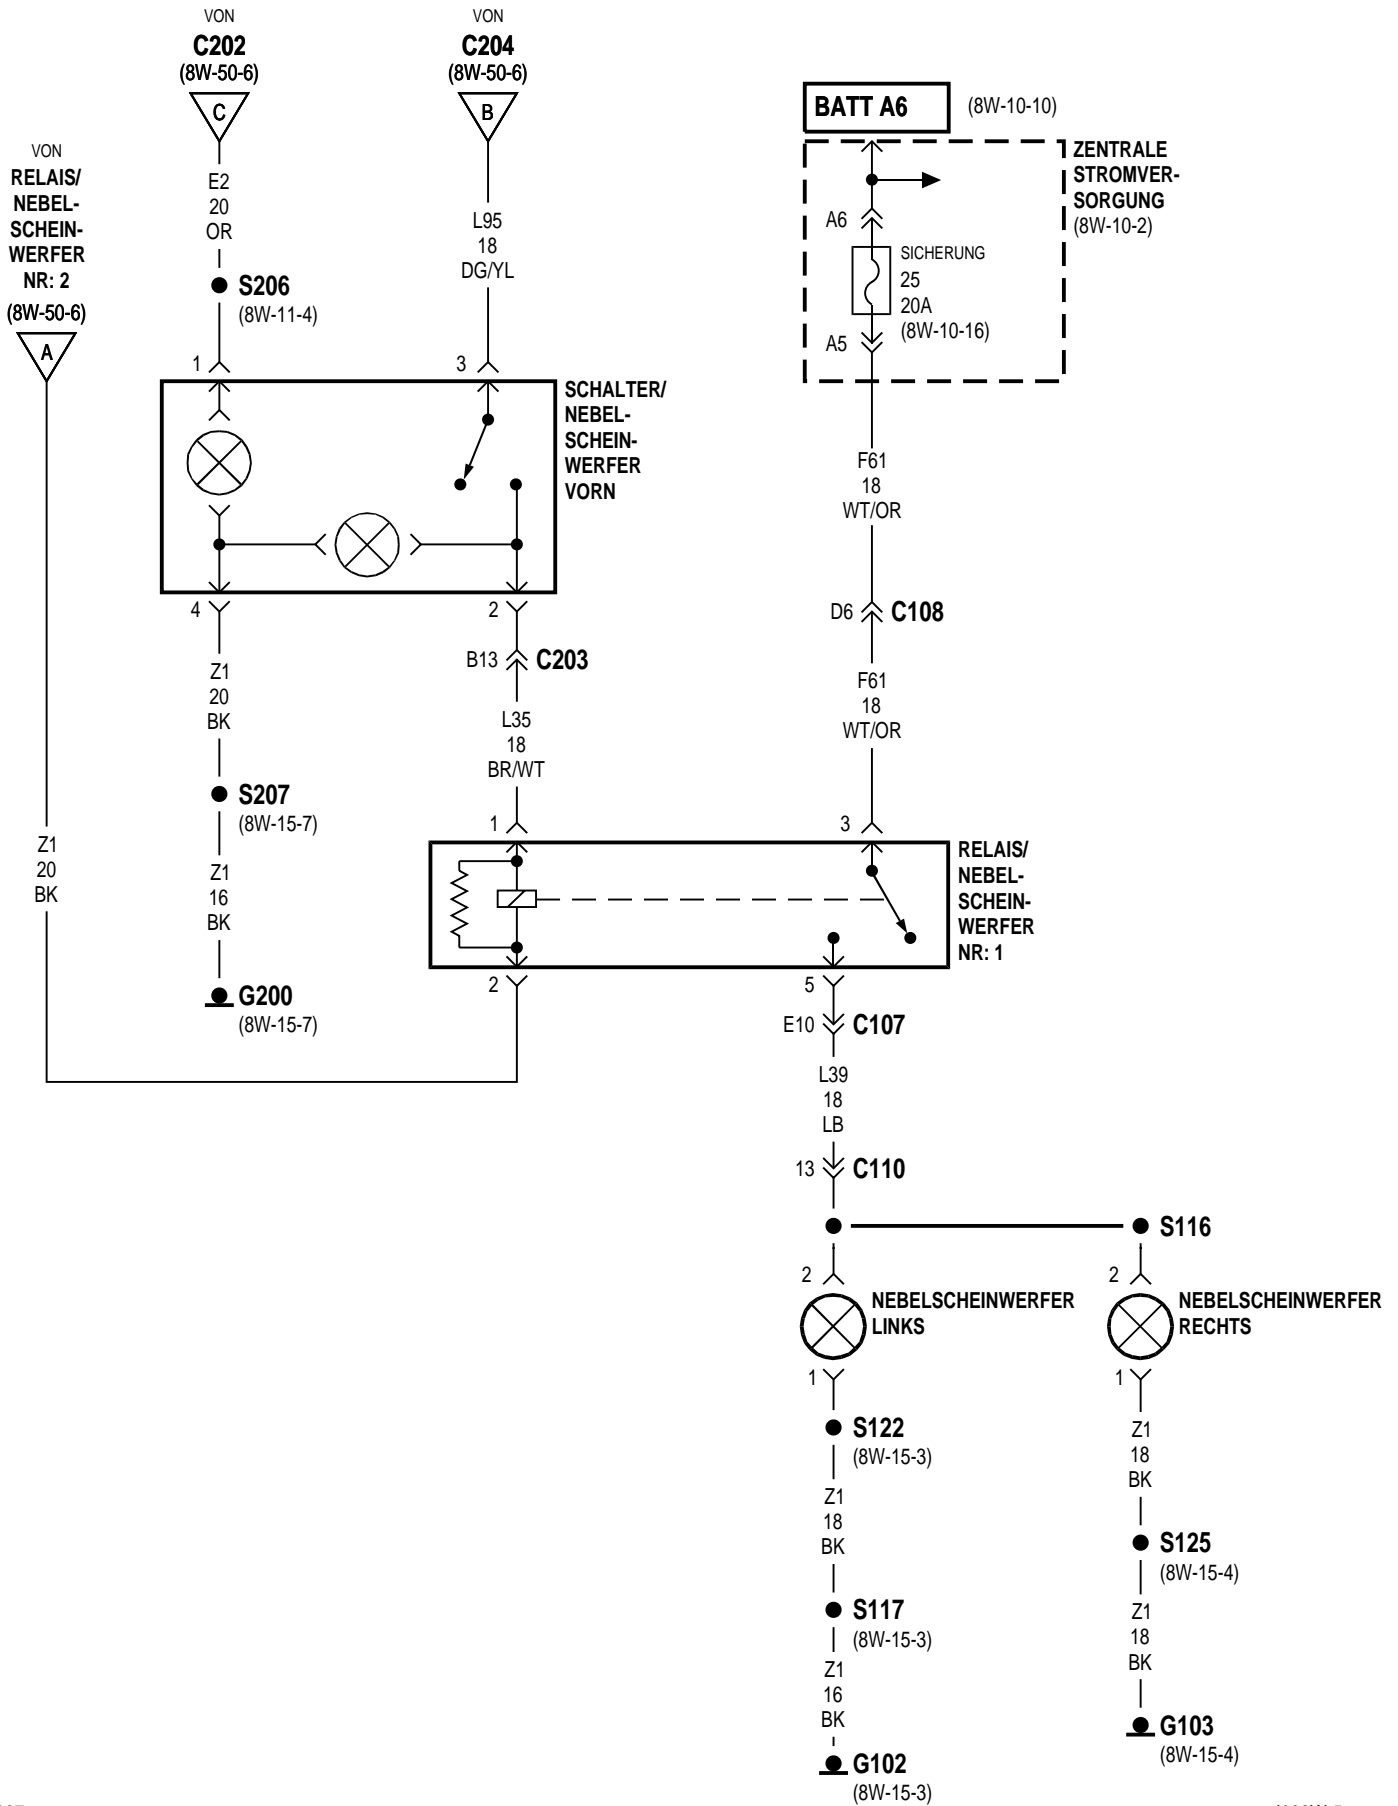 VON
C202
(8W-50-6)
C
E2
20
OR
S206
(8W-11-4)
1
VON
C204
(8W-50-6)
B
L95
18
DG/YL
3
VON
RELAIS/
NEBEL-
SCHEIN-
WERFER
NR: 2
(8W-50-6)
A
BATT A6
(8W-10-10)
ZENTRALE
STROMVER-
SORGUNG
(8W-10-2)
A6
SICHERUNG
25
20A
(8W-10-16)
A5
SCHALTER/
NEBEL-
SCHEIN-
WERFER
VORN
F61
18
WT/OR
D6
C108
F61
18
WT/OR
3
4
Z1
20
BK
S207
(8W-15-7)
Z1
16
BK
G200
(8W-15-7)
2
B13
C203
L35
18
BR/WT
1
Z1
20
BK
RELAIS/
NEBEL-
SCHEIN-
WERFER
NR: 1
2
5
E10
C107
L39
18
LB
13
C110
S116
2
NEBELSCHEINWERFER
LINKS
1
S122
(8W-15-3)
Z1
18
BK
S117
(8W-15-3)
Z1
16
BK
G102
(8W-15-3)
2
NEBELSCHEINWERFER
RECHTS
1
Z1
18
BK
S125
(8W-15-4)
Z1
18
BK
G103
(8W-15-4)